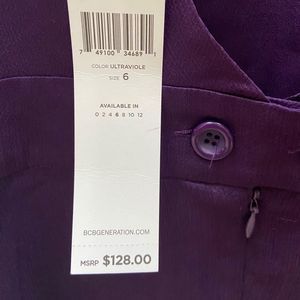 7 49100 34689 1
COLOR ULTRAVIOLE
SIZE 6
AVAILABLE IN
0 2 4 6 8 10 12
BCBGENERATION.COM
MSRP $128.00